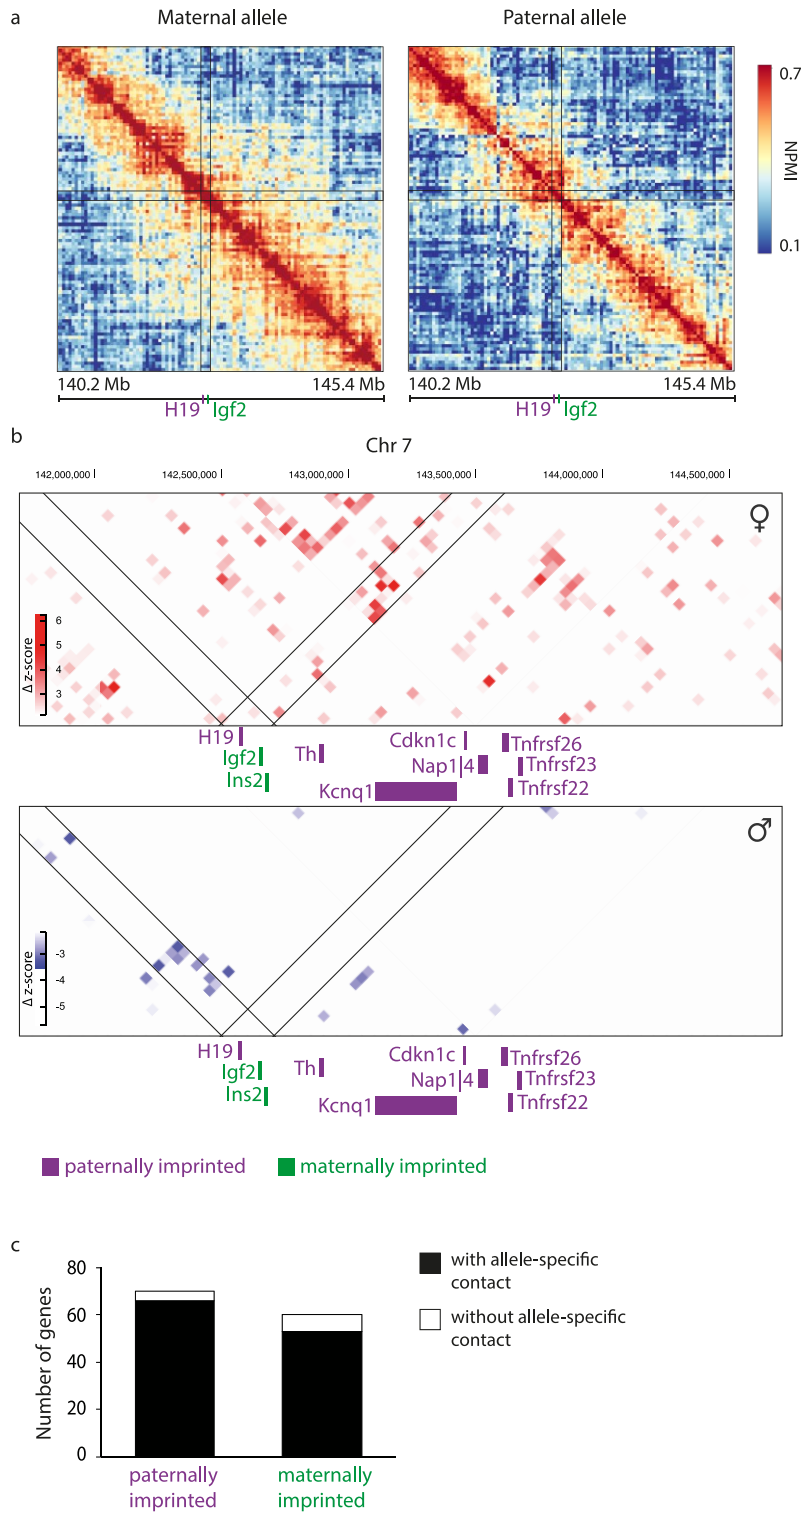 a
Maternal allele
Paternal allele
0.7
NPMI
0.1
140.2 Mb
145.4 Mb
H19
Igf2
140.2 Mb
145.4 Mb
H19
Igf2
b
Chr 7
142,000,000
142,500,000
143,000,000
143,500,000
144,000,000
144,500,000
♀
Δ z-score
6
5
4
3
H19
Igf2
Ins2
Th
Kcnq1
Cdkn1c
Nap1l4
Tnfrsf26
Tnfrsf23
Tnfrsf22
♂
Δ z-score
-3
-4
-5
H19
Igf2
Ins2
Th
Kcnq1
Cdkn1c
Nap1l4
Tnfrsf26
Tnfrsf23
Tnfrsf22
paternally imprinted
maternally imprinted
c
Number of genes
80
60
40
20
0
paternally
imprinted
maternally
imprinted
with allele-specific
contact
without allele-specific
contact